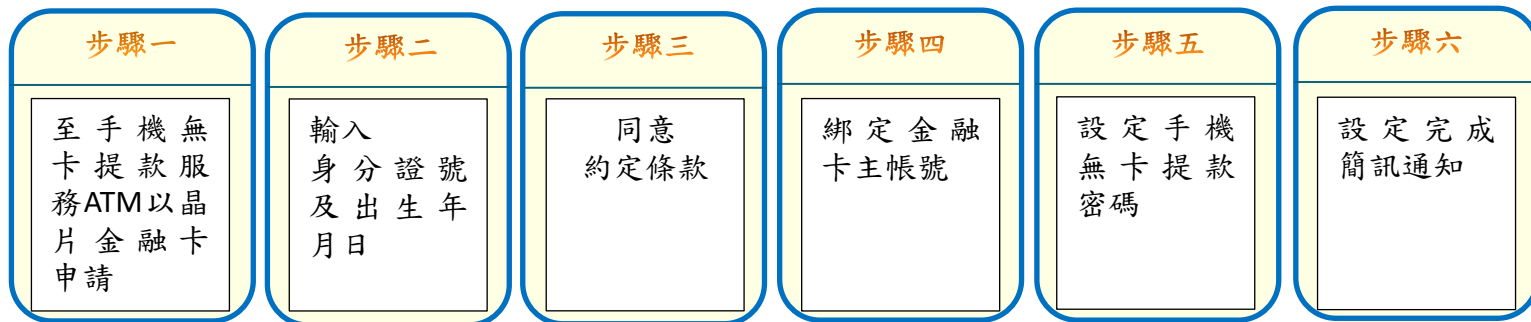 步驟一
至手機無
卡提款服
務ATM以晶
片金融卡
申請
步驟二
輸入
身分證號
及出生年
月日
步驟三
同意
約定條款
步驟四
綁定金融
卡主帳號
步驟五
設定手機
無卡提款
密碼
步驟六
設定完成
簡訊通知